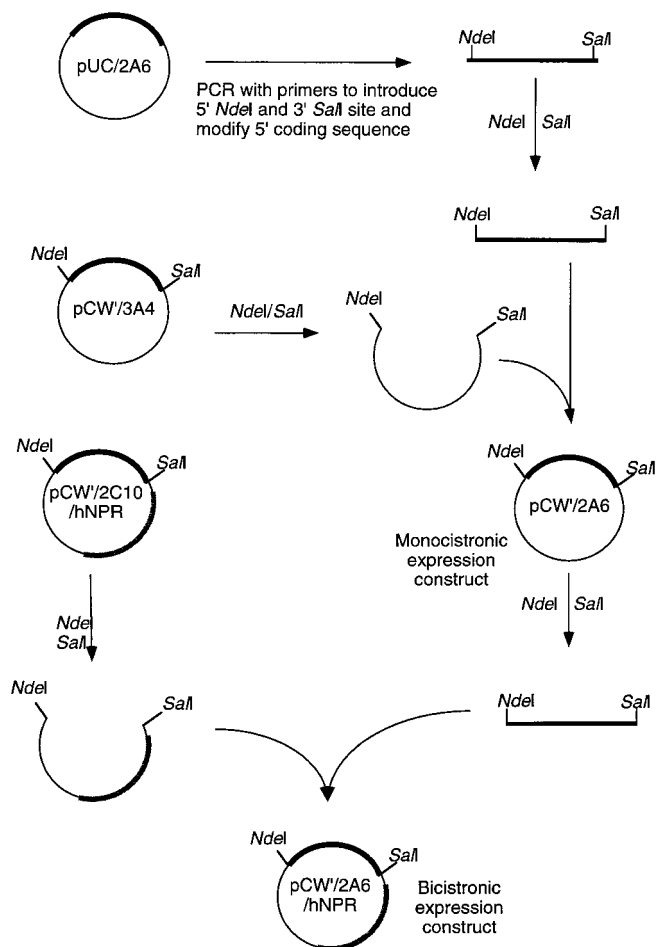 pUC/2A6
PCR with primers to introduce
5' NdeI and 3' SalI site and
modify 5' coding sequence
NdeI SalI
NdeI SalI
NdeI SalI
NdeI SalI
pCW'/3A4
NdeI/SalI
NdeI SalI
NdeI SalI
pCW'/2C10
/hNPR
NdeI SalI
pCW'/2A6
Monocistronic
expression
construct
NdeI
SalI
NdeI SalI
NdeI SalI
NdeI SalI
NdeI SalI
pCW'/2A6
/hNPR
Bicistronic
expression
construct